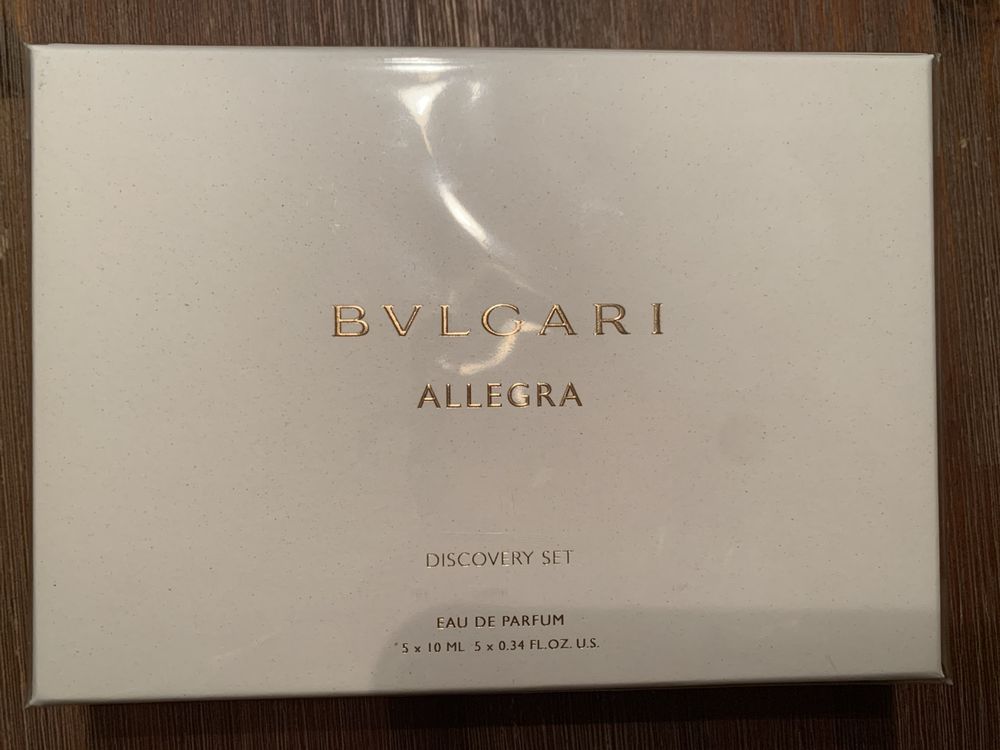 BVLGARI
ALLEGRA
DISCOVERY SET
EAU DE PARFUM
5 x 10 ML 5 x 0.34 FL.OZ. U.S.